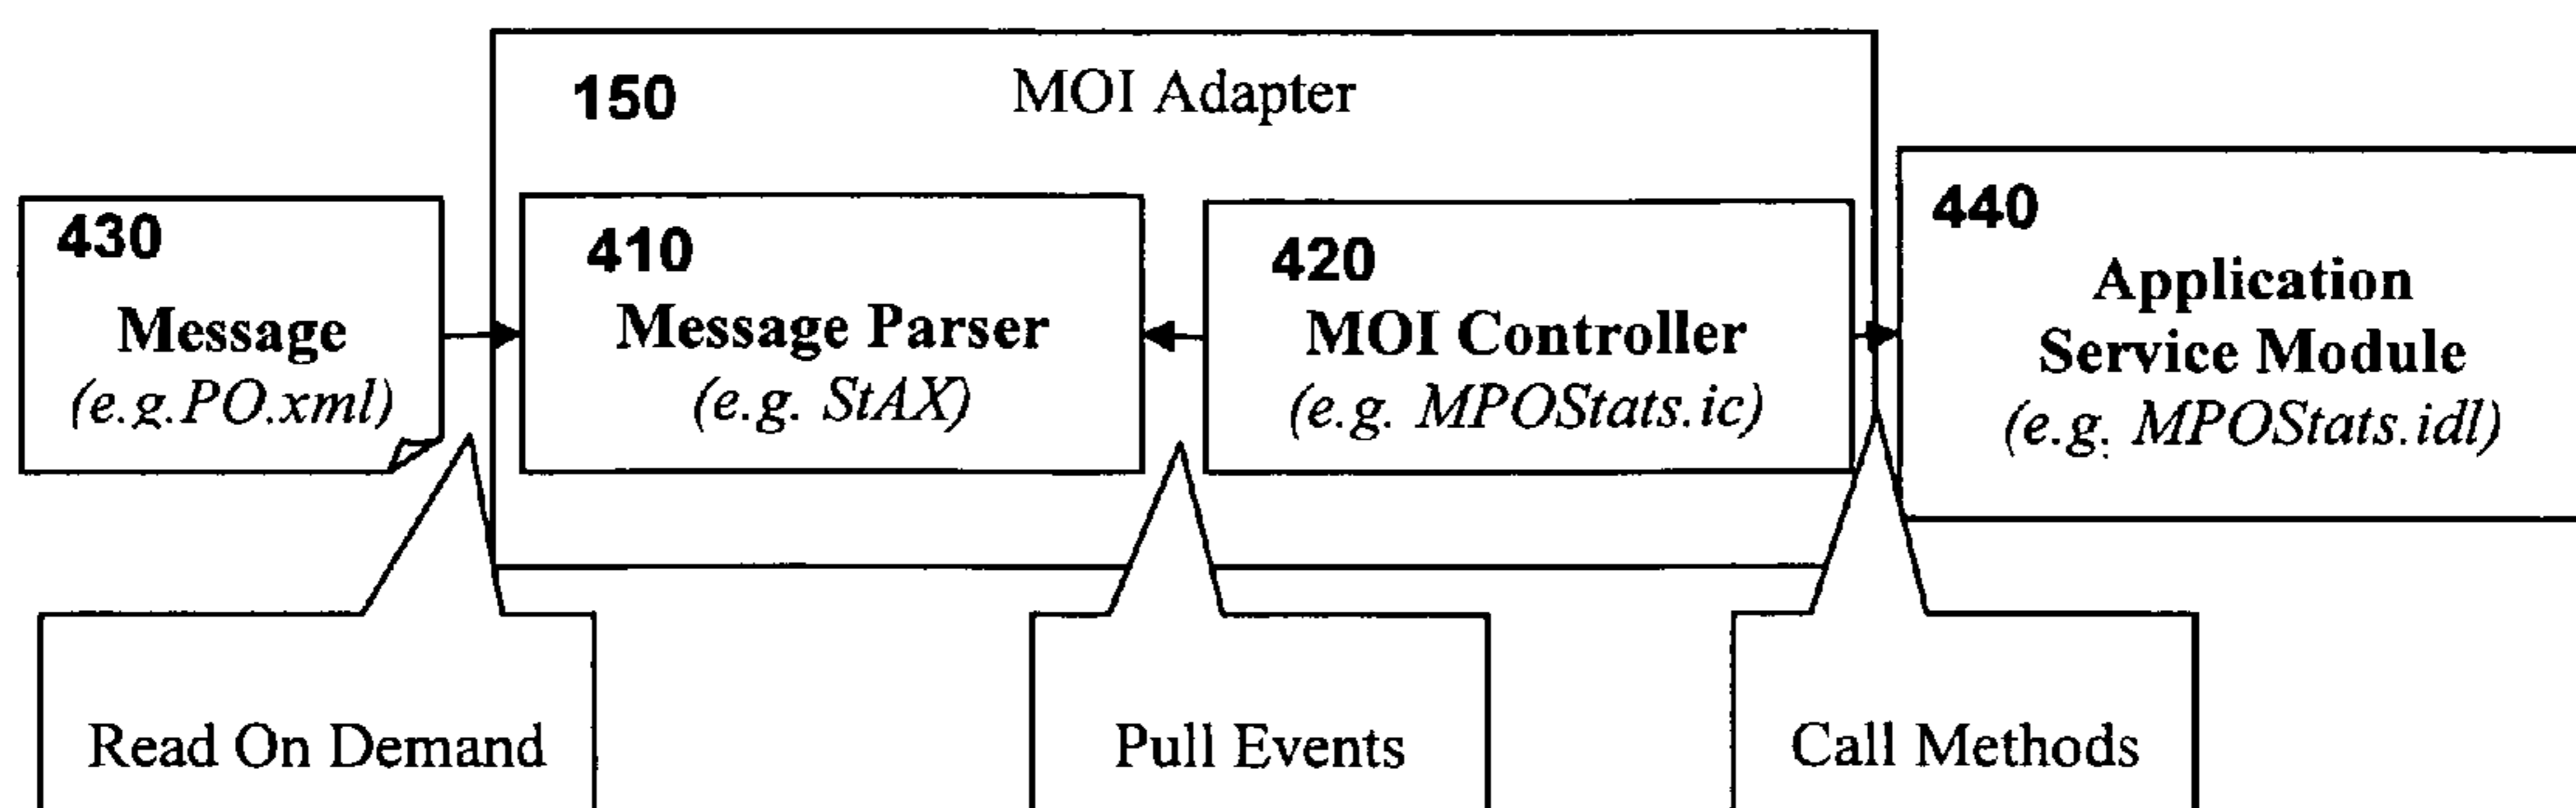 150
MOI Adapter
430
Message
(e.g.PO.xml)
410
Message Parser
(e.g. StAX)
420
MOI Controller
(e.g. MPOStats.ic)
440
Application
Service Module
(e.g. MPOStats.idl)
Read On Demand
Pull Events
Call Methods